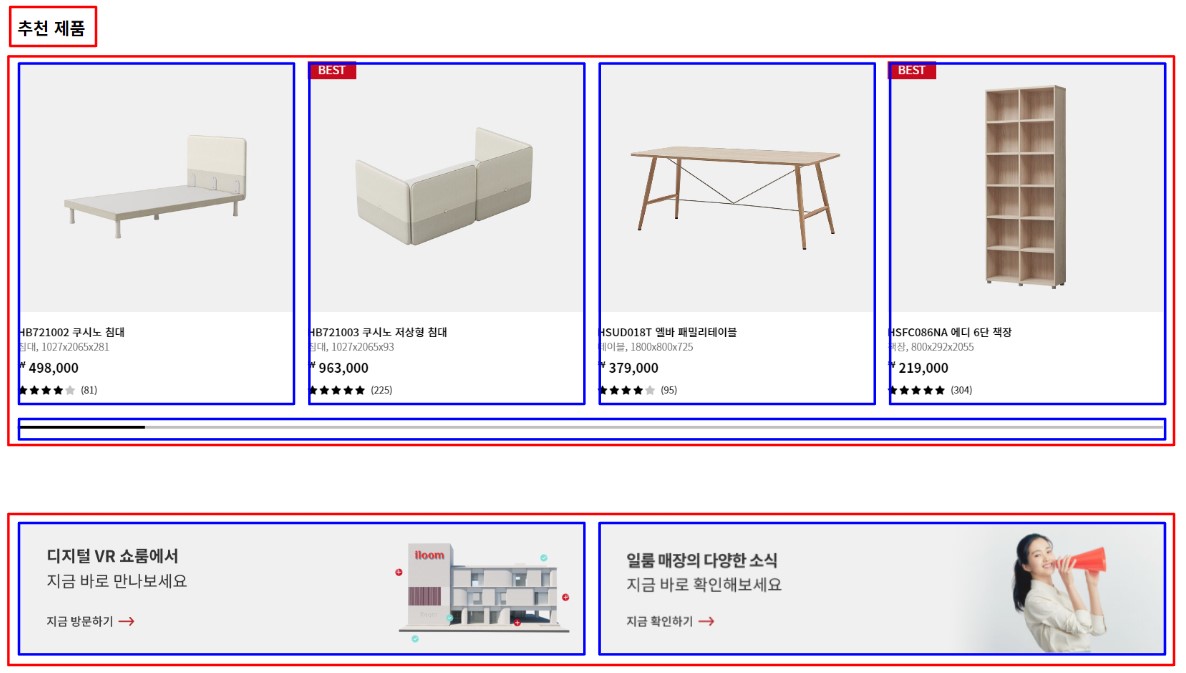 추천 제품
BEST
BEST
HB721002 쿠시노 침대
침대, 1027x2065x281
₩ 498,000
(81)
HB721003 쿠시노 저상형 침대
침대, 1027x2065x93
₩ 963,000
(225)
HSUD018T 엘바 패밀리테이블
테이블, 1800x800x725
₩ 379,000
(95)
HSFC086NA 에디 6단 책장
책장, 800x292x2055
₩ 219,000
(304)
디지털 VR 쇼룸에서
지금 바로 만나보세요
지금 방문하기 →
iloom
일룸 매장의 다양한 소식
지금 바로 확인해보세요
지금 확인하기 →